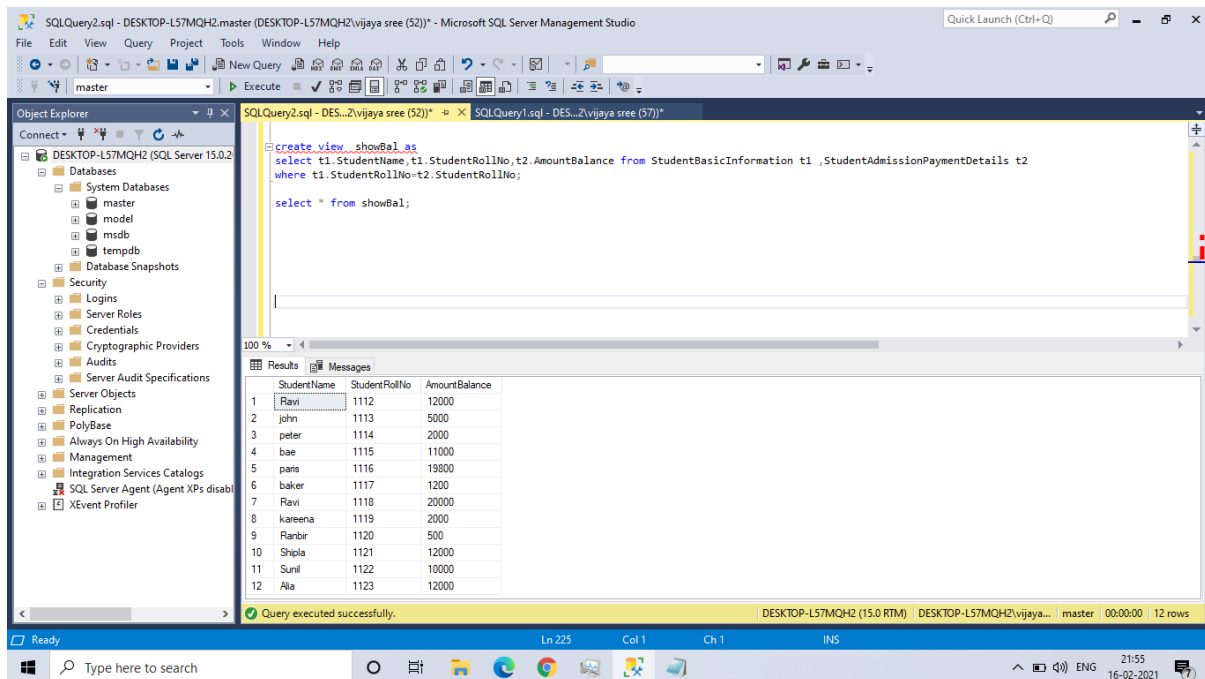 SQLQuery2.sql - DESKTOP-L57MQH2.master (DESKTOP-L57MQH2\vijaya sree (52))* - Microsoft SQL Server Management Studio
Quick Launch (Ctrl+Q)
File Edit View Query Project Tools Window Help
New Query MDX DMX XMLA DAX
master Execute
Object Explorer
SQLQuery2.sql - DES...2\vijaya sree (52))* SQLQuery1.sql - DES...2\vijaya sree (57))*
Connect
DESKTOP-L57MQH2 (SQL Server 15.0.2
Databases
System Databases
master
model
msdb
tempdb
Database Snapshots
Security
Logins
Server Roles
Credentials
Cryptographic Providers
Audits
Server Audit Specifications
Server Objects
Replication
PolyBase
Always On High Availability
Management
Integration Services Catalogs
SQL Server Agent (Agent XPs disabl
XEvent Profiler
create view showBal as
select t1.StudentName,t1.StudentRollNo,t2.AmountBalance from StudentBasicInformation t1 ,StudentAdmissionPaymentDetails t2
where t1.StudentRollNo=t2.StudentRollNo;
select * from showBal;
100 %
Results Messages
StudentName StudentRollNo AmountBalance
1 Ravi 1112 12000
2 john 1113 5000
3 peter 1114 2000
4 bae 1115 11000
5 paris 1116 19800
6 baker 1117 1200
7 Ravi 1118 20000
8 kareena 1119 2000
9 Ranbir 1120 500
10 Shipla 1121 12000
11 Sunil 1122 10000
12 Alia 1123 12000
Query executed successfully.
DESKTOP-L57MQH2 (15.0 RTM) DESKTOP-L57MQH2\vijaya... master 00:00:00 12 rows
Ready Ln 225 Col 1 Ch 1 INS
Type here to search
ENG
21:55
16-02-2021